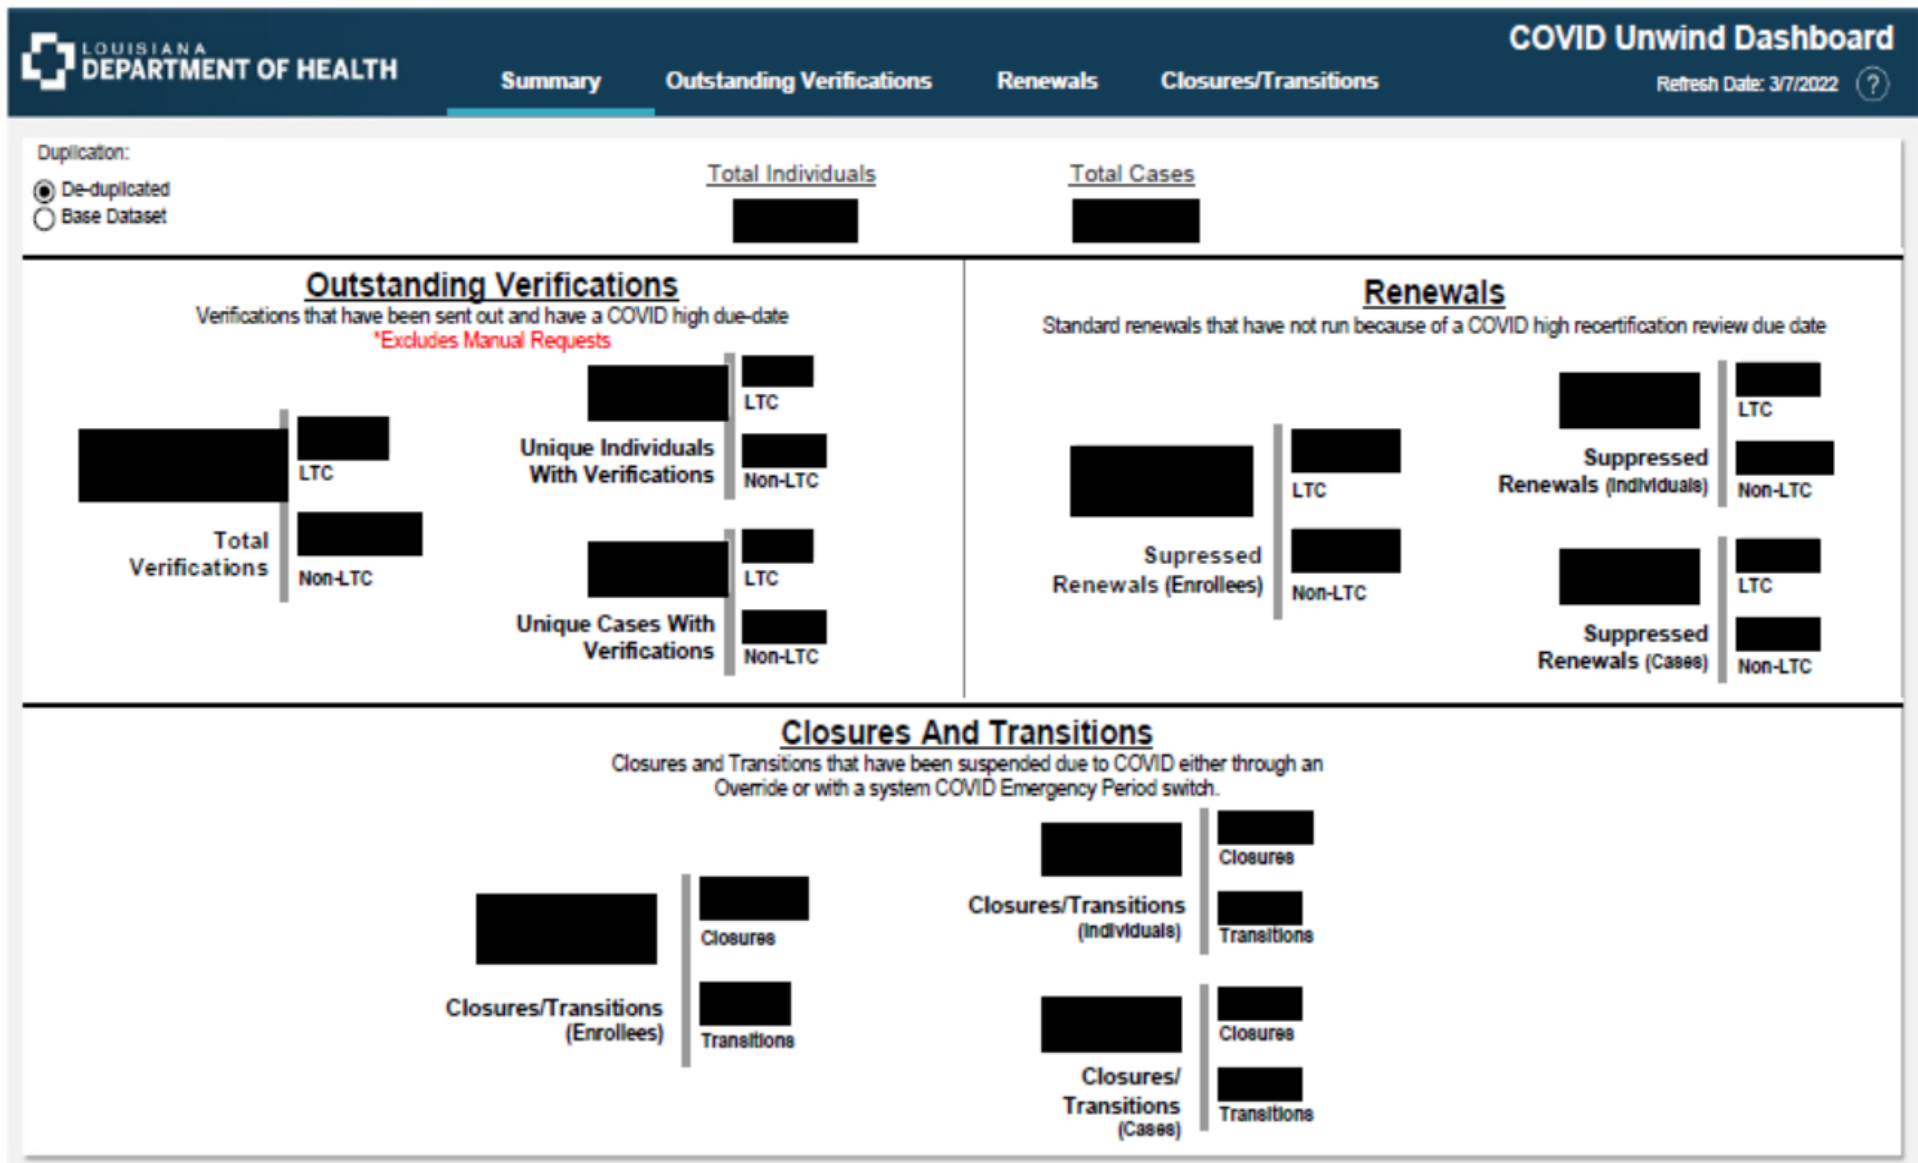 LOUISIANA
DEPARTMENT OF HEALTH
Summary
Outstanding Verifications
Renewals
Closures/Transitions
COVID Unwind Dashboard
Refresh Date: 3/7/2022
?
Duplication:
De-duplicated
Base Dataset
Total Individuals
Total Cases
Outstanding Verifications
Verifications that have been sent out and have a COVID high due-date
*Excludes Manual Requests
Total
Verifications
LTC
Non-LTC
Unique Individuals
With Verifications
LTC
Non-LTC
Unique Cases With
Verifications
LTC
Non-LTC
Renewals
Standard renewals that have not run because of a COVID high recertification review due date
Supressed
Renewals (Enrollees)
LTC
Non-LTC
Suppressed
Renewals (Individuals)
LTC
Non-LTC
Suppressed
Renewals (Cases)
LTC
Non-LTC
Closures And Transitions
Closures and Transitions that have been suspended due to COVID either through an
Override or with a system COVID Emergency Period switch.
Closures/Transitions
(Enrollees)
Closures
Transitions
Closures/Transitions
(Individuals)
Closures
Transitions
Closures/
Transitions
(Cases)
Closures
Transitions